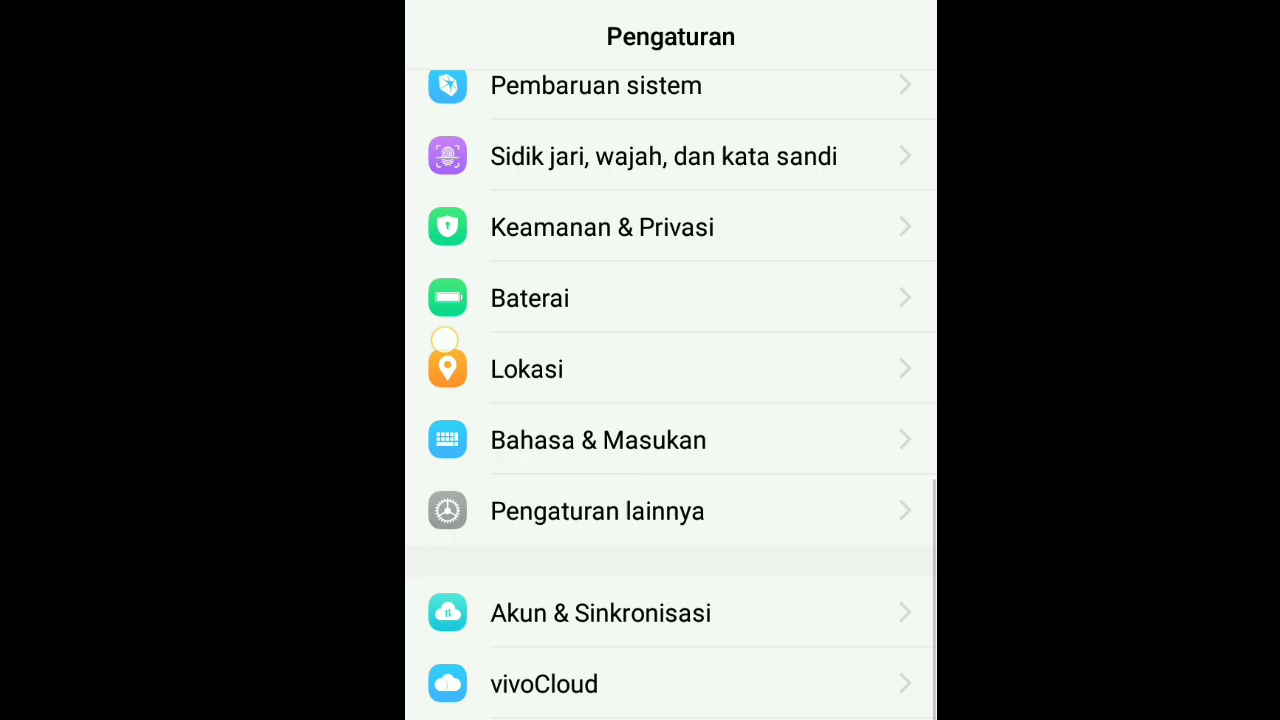 Pengaturan
Pembaruan sistem
Sidik jari, wajah, dan kata sandi
Keamanan & Privasi
Baterai
Lokasi
Bahasa & Masukan
Pengaturan lainnya
Akun & Sinkronisasi
vivoCloud